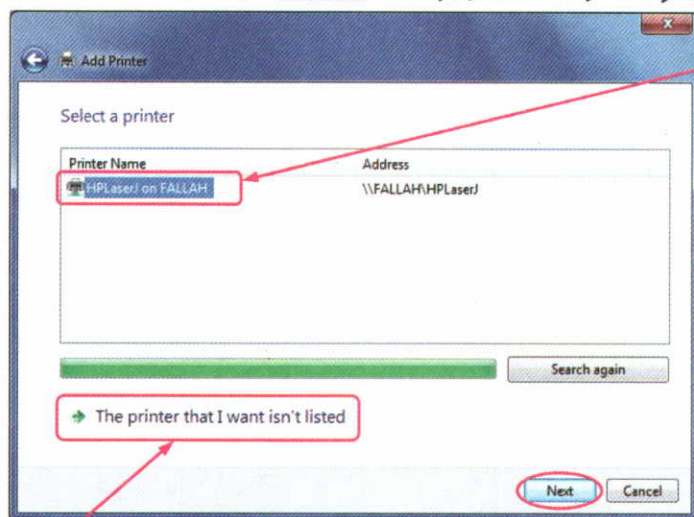 Add Printer
Select a printer
Printer Name Address
HPLaserJ on FALLAH \\FALLAH\HPLaserJ
Search again
The printer that I want isn't listed
Next Cancel